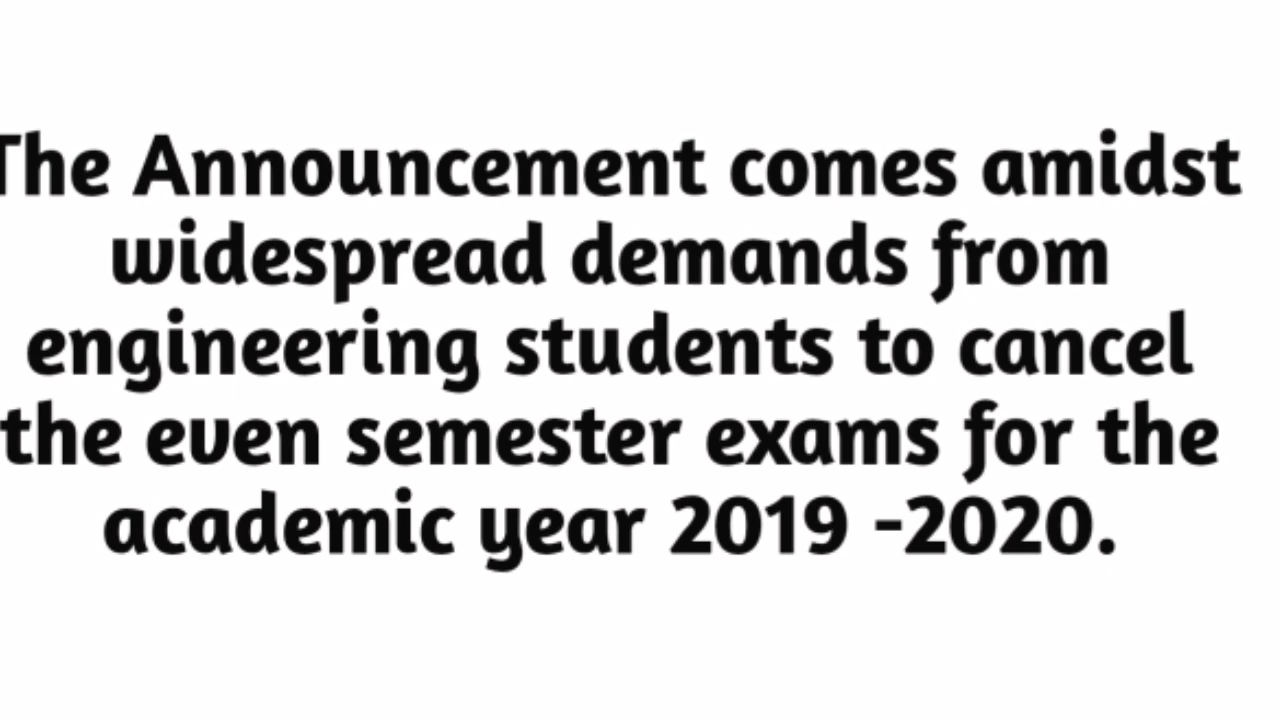 The Announcement comes amidst
widespread demands from
engineering students to cancel
the even semester exams for the
academic year 2019 -2020.